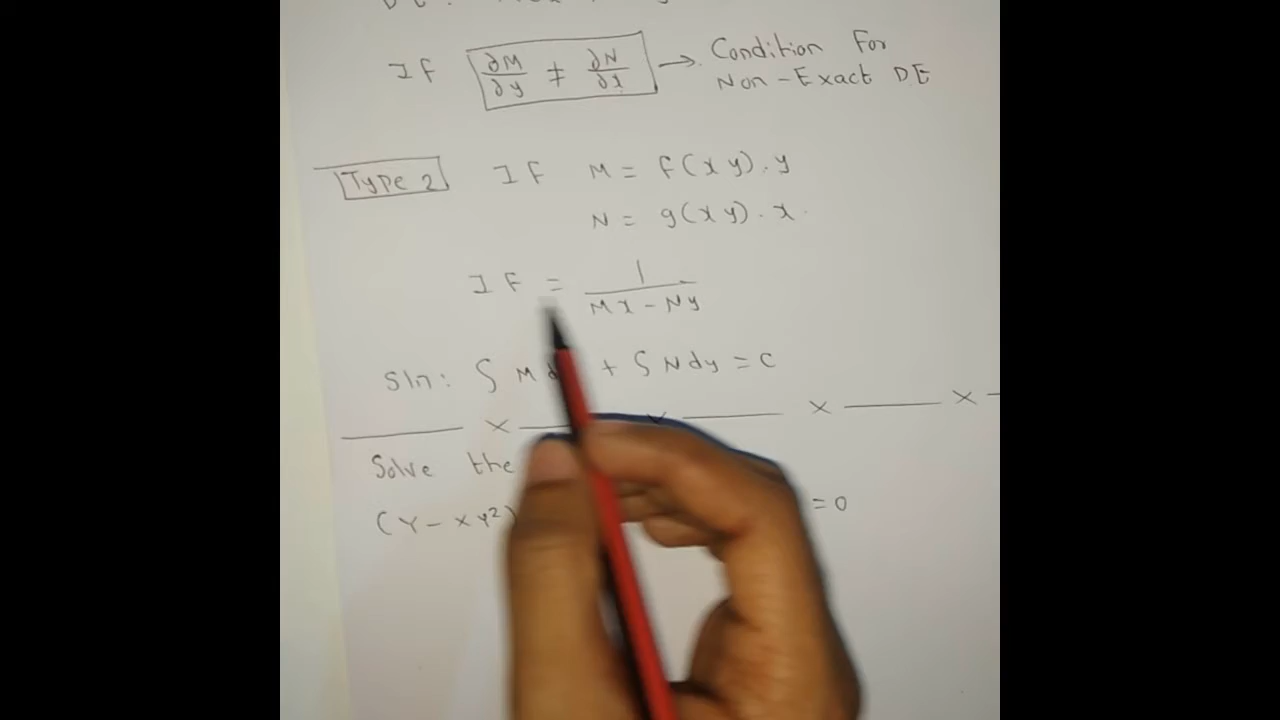 If ∂M/∂y ≠ ∂N/∂x → Condition For
Non-Exact DE
Type 2 If M = f(xy).y
N = g(xy).x.
IF = 1/(Mx - Ny)
Sln: ∫ M + ∫ N dy = C
Solve the
(Y - xy²) = 0